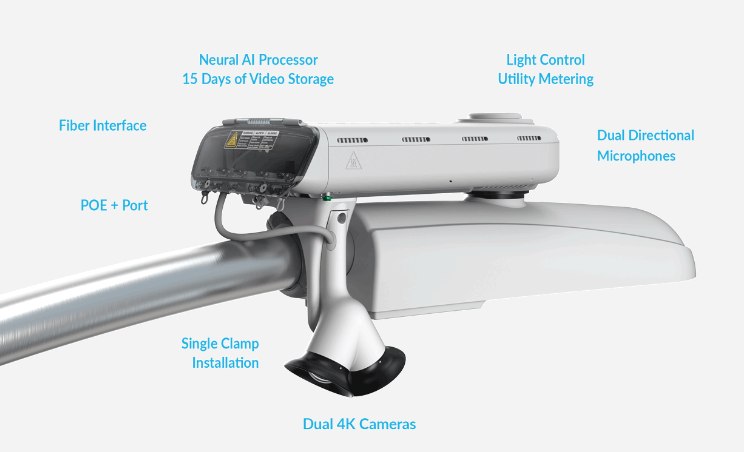 Neural AI Processor
15 Days of Video Storage
Light Control
Utility Metering
Fiber Interface
Dual Directional
Microphones
POE + Port
Single Clamp
Installation
Dual 4K Cameras